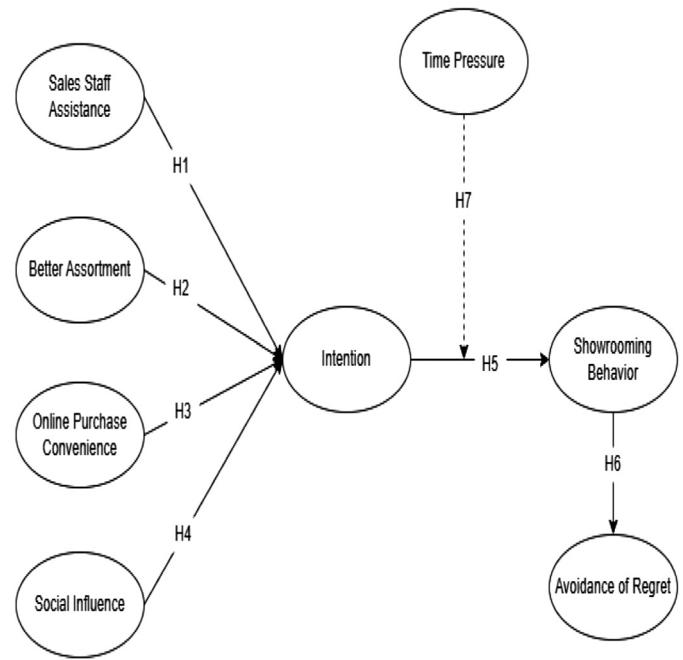 Time Pressure
Sales Staff
Assistance
H1
H7
Better Assortment
H2
Intention
H5
Showrooming
Behavior
H3
Online Purchase
Convenience
H6
H4
Social Influence
Avoidance of Regret